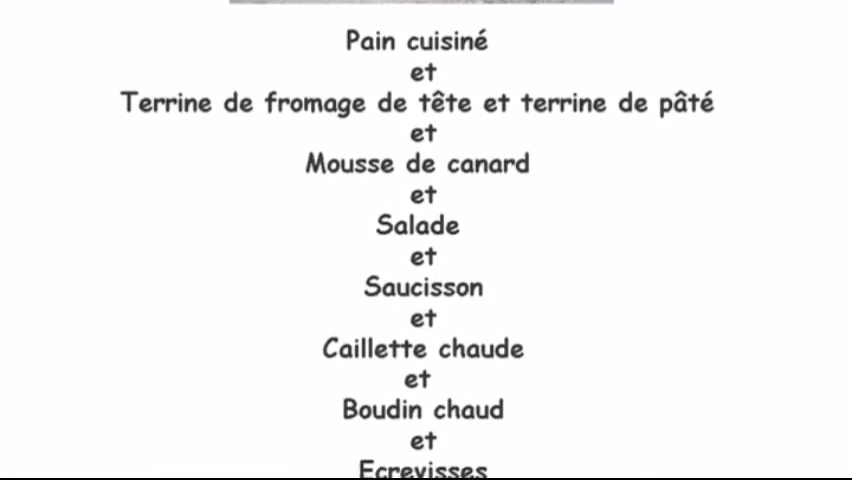 Pain cuisiné
et
Terrine de fromage de tête et terrine de pâté
et
Mousse de canard
et
Salade
et
Saucisson
et
Caillette chaude
et
Boudin chaud
et
Ecrevisses